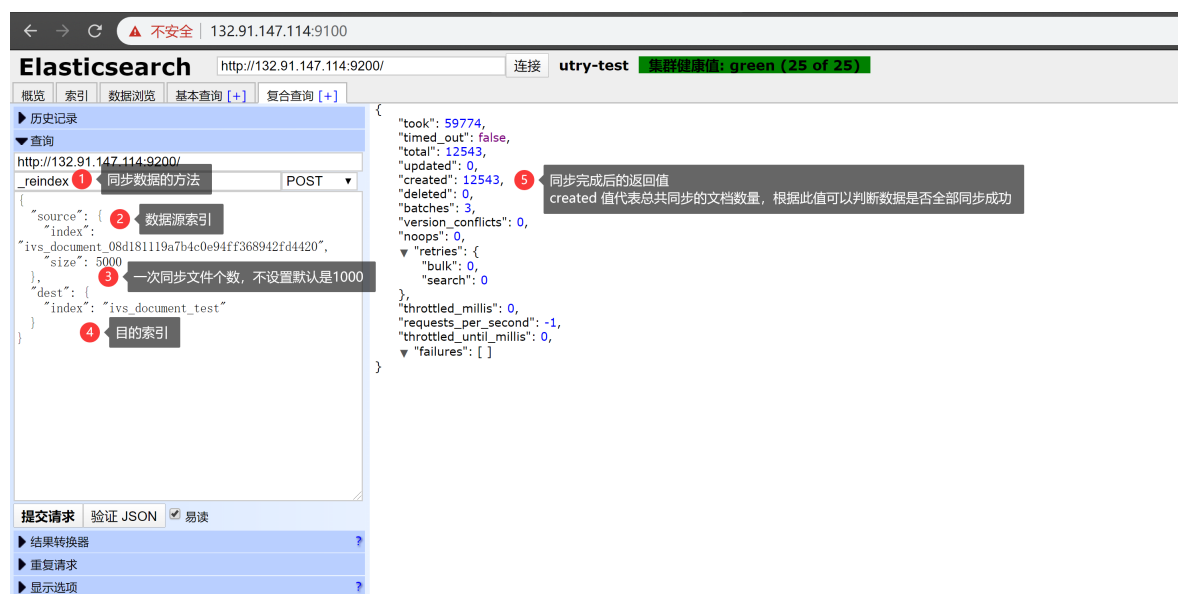 不安全 132.91.147.114:9100
Elasticsearch http://132.91.147.114:9200/ 连接 utry-test 集群健康值: green (25 of 25)
概览 索引 数据浏览 基本查询 [+] 复合查询 [+]
历史记录
查询
http://132.91.147.114:9200/
_reindex 1 同步数据的方法 POST
{
"source": { 2 数据源索引
"index":
"ivs_document_08d181119a7b4c0e94ff368942fd4420",
"size": 5000
3 一次同步文件个数，不设置默认是1000
},
"dest": {
"index": "ivs_document_test"
}
4 目的索引
}
提交请求 验证 JSON 易读
结果转换器 ?
重复请求
显示选项 ?
{
"took": 59774,
"timed_out": false,
"total": 12543,
"updated": 0,
"created": 12543,
"deleted": 0,
"batches": 3,
"version_conflicts": 0,
"noops": 0,
"retries": {
"bulk": 0,
"search": 0
},
"throttled_millis": 0,
"requests_per_second": -1,
"throttled_until_millis": 0,
"failures": [ ]
}
5 同步完成后的返回值
created 值代表总共同步的文档数量，根据此值可以判断数据是否全部同步成功